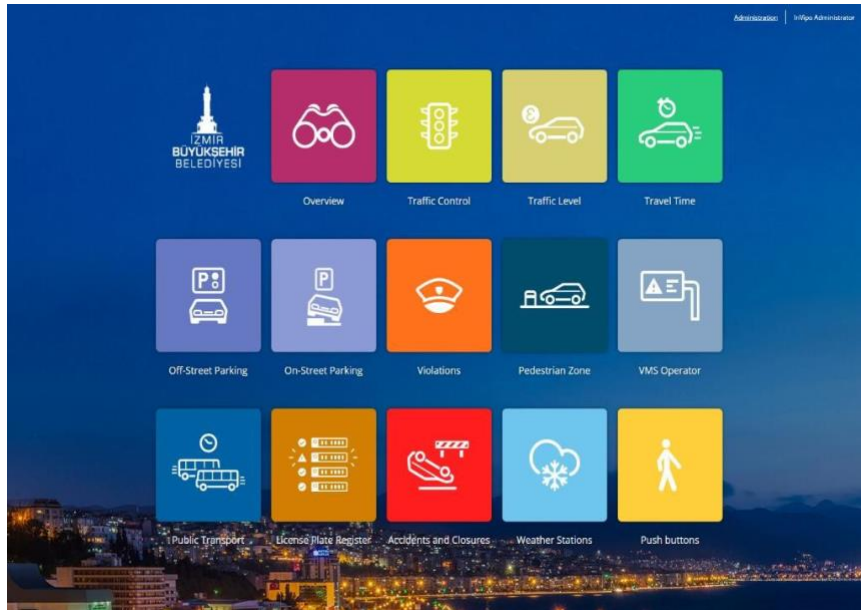 Administration
InVipo Administrator
İZMİR
BÜYÜKŞEHİR
BELEDİYESİ
Overview
Traffic Control
Traffic Level
Travel Time
P
Off-Street Parking
P
On-Street Parking
Violations
Pedestrian Zone
VMS Operator
Public Transport
License Plate Register
Accidents and Closures
Weather Stations
Push buttons